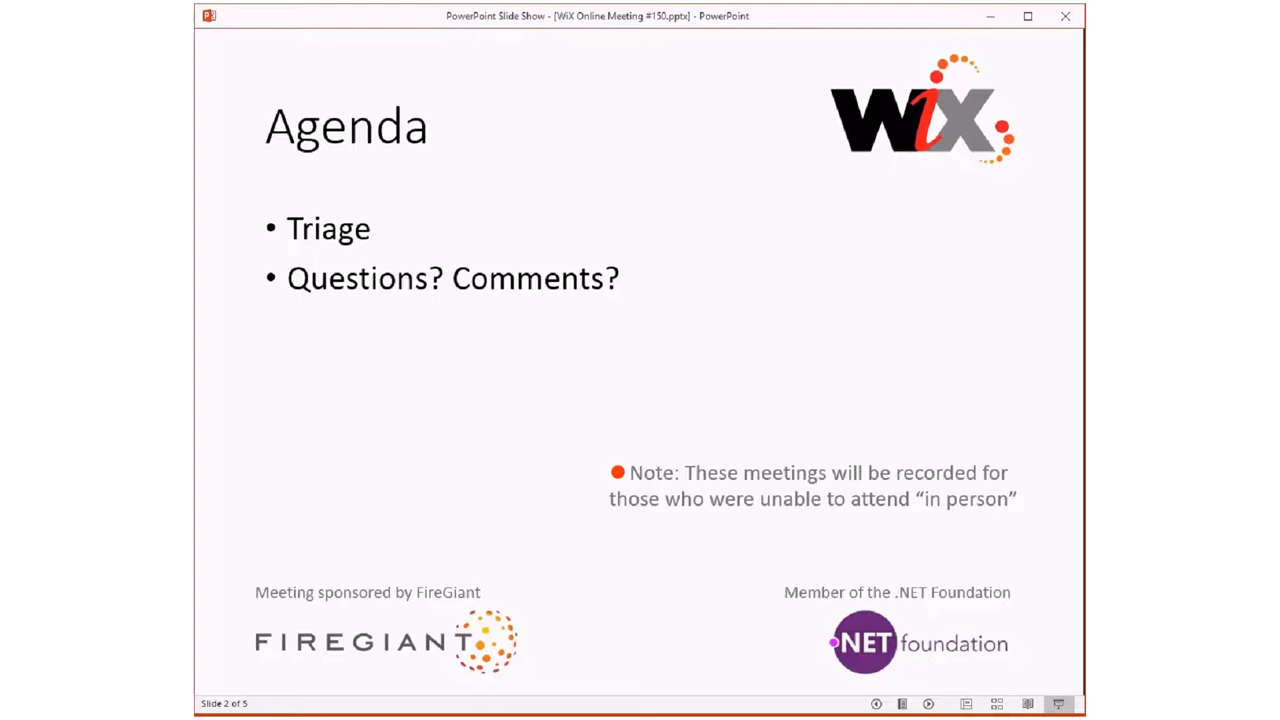 PowerPoint Slide Show - [WiX Online Meeting #150.pptx] - PowerPoint
WiX
Agenda
• Triage
• Questions? Comments?
Note: These meetings will be recorded for
those who were unable to attend “in person”
Meeting sponsored by FireGiant
Member of the .NET Foundation
FIREGIANT
.NET foundation
Slide 2 of 5